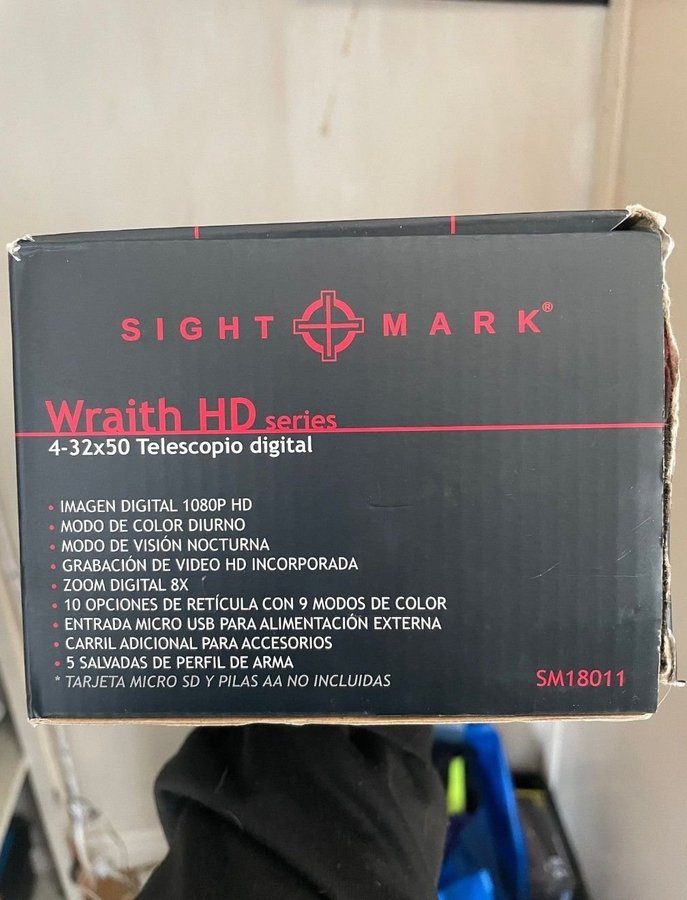 SIGHT MARK®
Wraith HD series
4-32x50 Telescopio digital
• IMAGEN DIGITAL 1080P HD
• MODO DE COLOR DIURNO
• MODO DE VISIÓN NOCTURNA
• GRABACIÓN DE VIDEO HD INCORPORADA
• ZOOM DIGITAL 8X
• 10 OPCIONES DE RETÍCULA CON 9 MODOS DE COLOR
• ENTRADA MICRO USB PARA ALIMENTACIÓN EXTERNA
• CARRIL ADICIONAL PARA ACCESORIOS
• 5 SALVADAS DE PERFIL DE ARMA
* TARJETA MICRO SD Y PILAS AA NO INCLUIDAS
SM18011